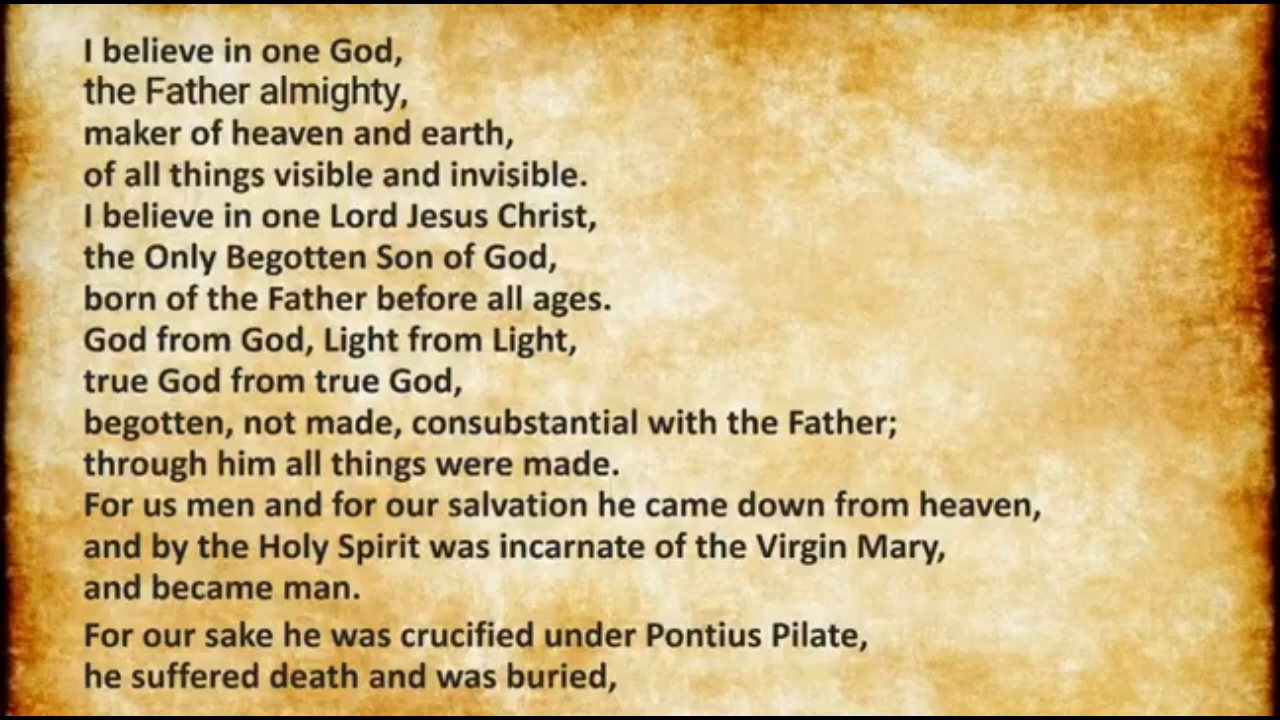 I believe in one God,
the Father almighty,
maker of heaven and earth,
of all things visible and invisible.
I believe in one Lord Jesus Christ,
the Only Begotten Son of God,
born of the Father before all ages.
God from God, Light from Light,
true God from true God,
begotten, not made, consubstantial with the Father;
through him all things were made.
For us men and for our salvation he came down from heaven,
and by the Holy Spirit was incarnate of the Virgin Mary,
and became man.
For our sake he was crucified under Pontius Pilate,
he suffered death and was buried,